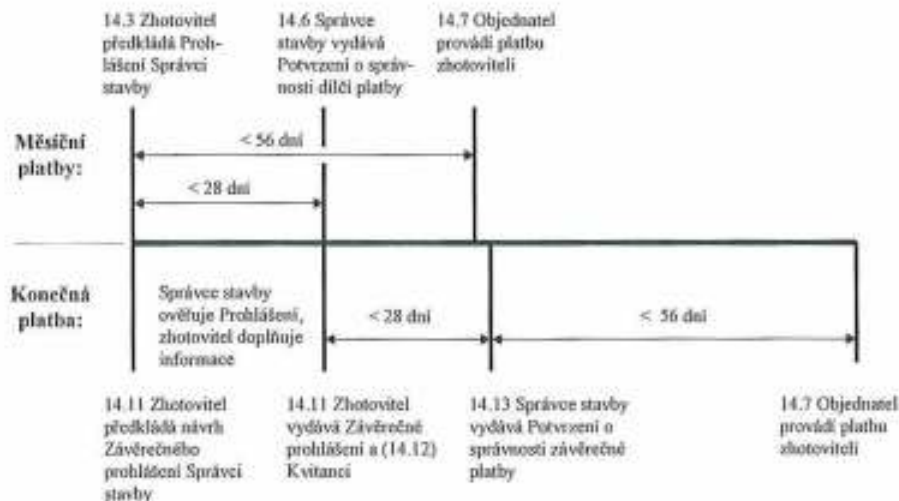 14.3 Zhotovitel
předkládá Proh-
lášení Správci
stavby
14.6 Správce
stavby vydává
Potvrzení o správ-
nosti dílčí platby
14.7 Objednatel
provádí platbu
zhotoviteli
Měsíční
platby:
< 56 dní
< 28 dní
Konečná
platba:
Správce stavby
ověřuje Prohlášení,
zhotovitel doplňuje
informace
< 28 dní
< 56 dní
14.11 Zhotovitel
předkládá návrh
Závěrečného
prohlášení Správci
stavby
14.11 Zhotovitel
vydává Závěrečné
prohlášení a (14.12)
Kvitanci
14.13 Správce stavby
vydává Potvrzení o
správnosti závěrečné
platby
14.7 Objednatel
provádí platbu
zhotoviteli